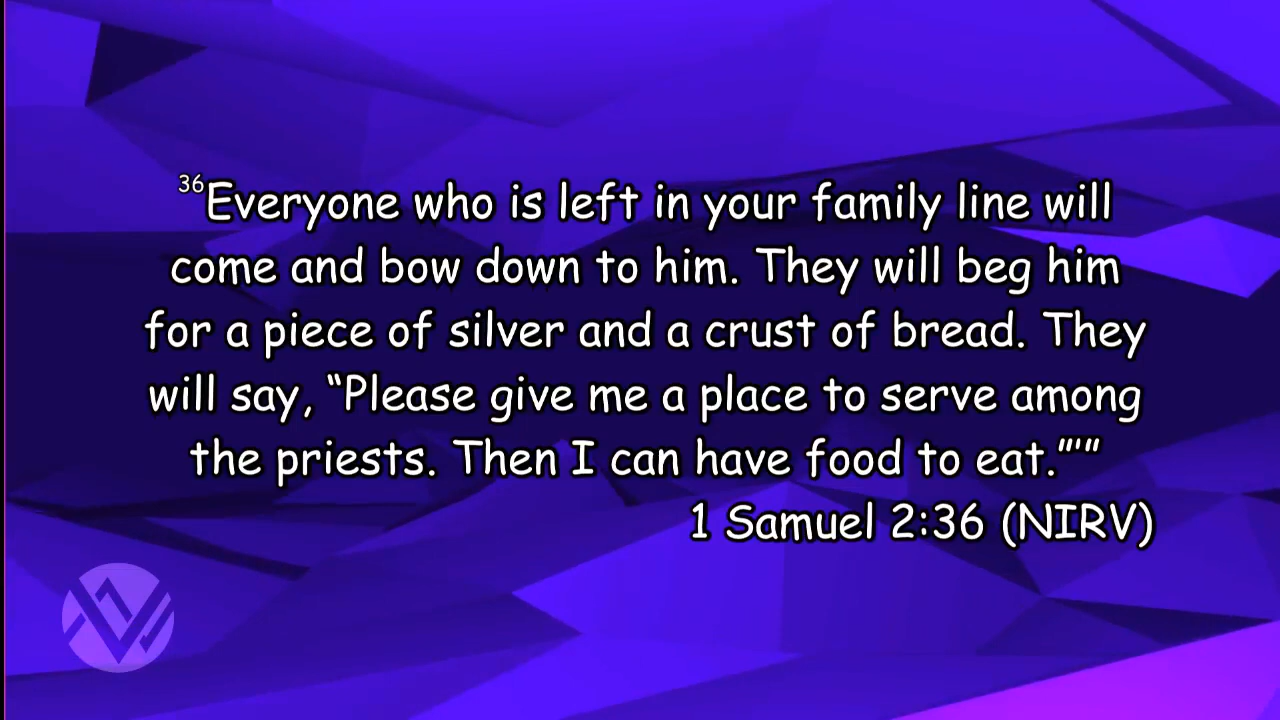 ³⁶Everyone who is left in your family line will
come and bow down to him. They will beg him
for a piece of silver and a crust of bread. They
will say, “Please give me a place to serve among
the priests. Then I can have food to eat.”’”
1 Samuel 2:36 (NIRV)